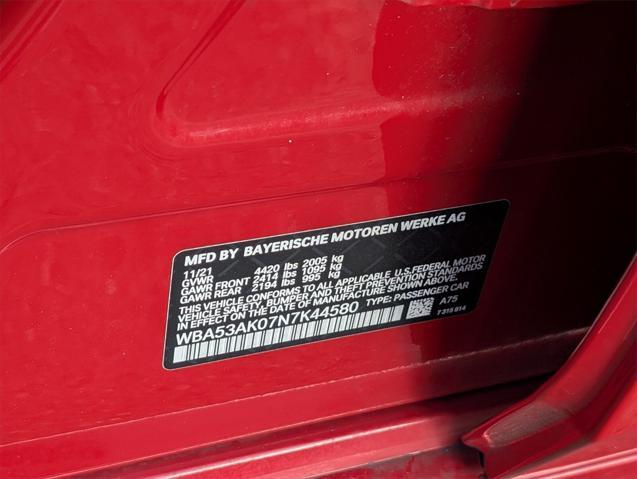 MFD BY BAYERISCHE MOTOREN WERKE AG
11/21 4420 lbs 2005 kg
GVWR 2414 lbs 1095 kg
GAWR FRONT 2194 lbs 995 kg
GAWR REAR
THIS VEHICLE CONFORMS TO ALL APPLICABLE U.S. FEDERAL MOTOR
VEHICLE SAFETY, BUMPER AND THEFT PREVENTION STANDARDS
IN EFFECT ON THE DATE OF MANUFACTURE SHOWN ABOVE.
WBA53AK07N7K44580 TYPE: PASSENGER CAR A75
7315014